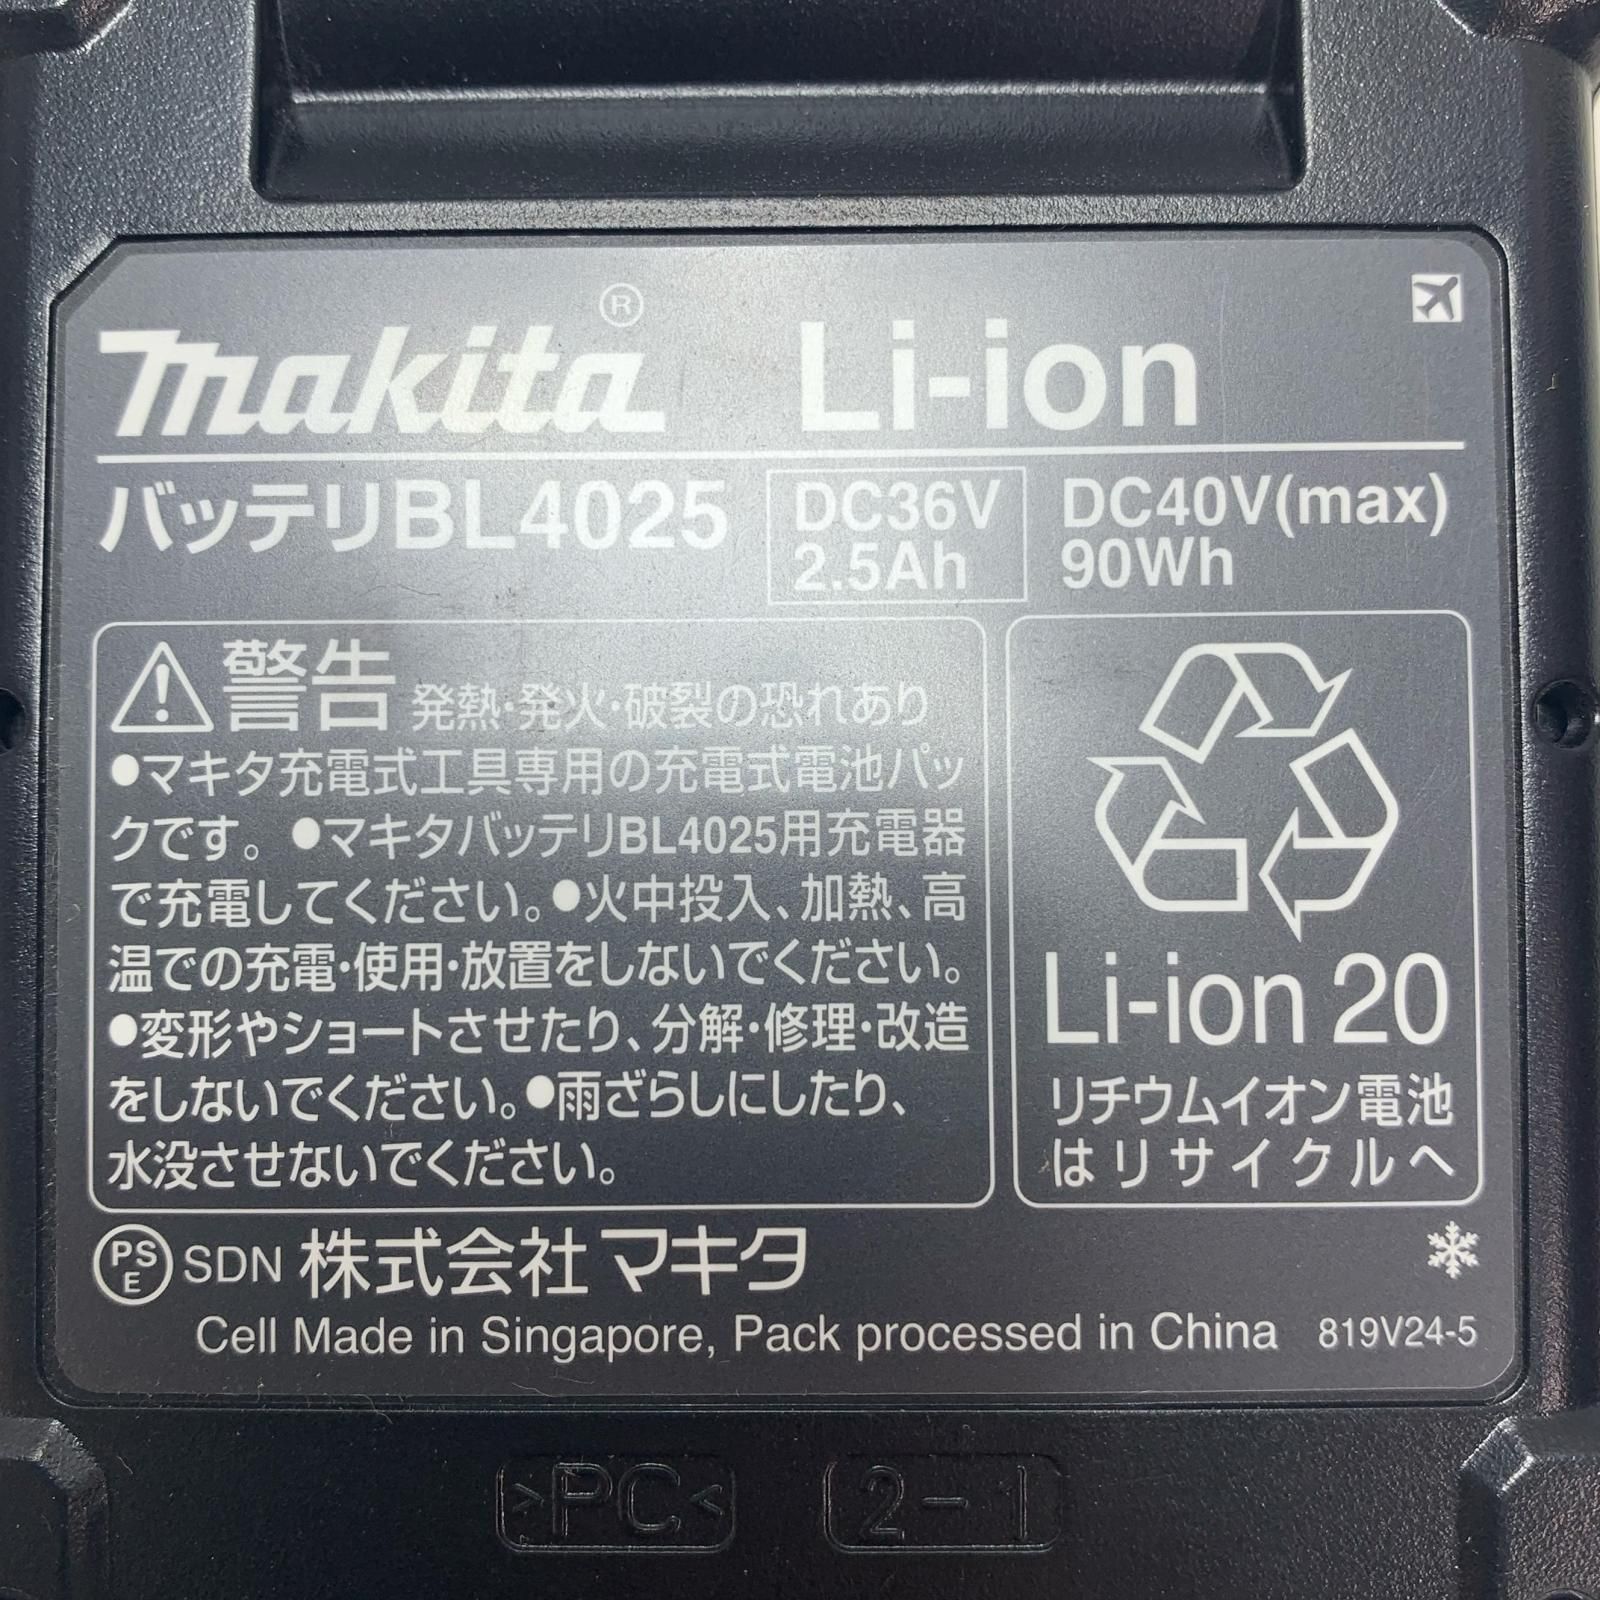 makita® Li-ion
バッテリBL4025 DC36V DC40V(max)
2.5Ah 90Wh
警告 発熱・発火・破裂の恐れあり
●マキタ充電式工具専用の充電式電池パッ
クです。●マキタバッテリBL4025用充電器
で充電してください。●火中投入、加熱、高
温での充電・使用・放置をしないでください。
●変形やショートさせたり、分解・修理・改造
をしないでください。●雨ざらしにしたり、
水没させないでください。
Li-ion 20
リチウムイオン電池
はリサイクルへ
PSE SDN 株式会社マキタ
Cell Made in Singapore, Pack processed in China 819V24-5
>PC< 2-1